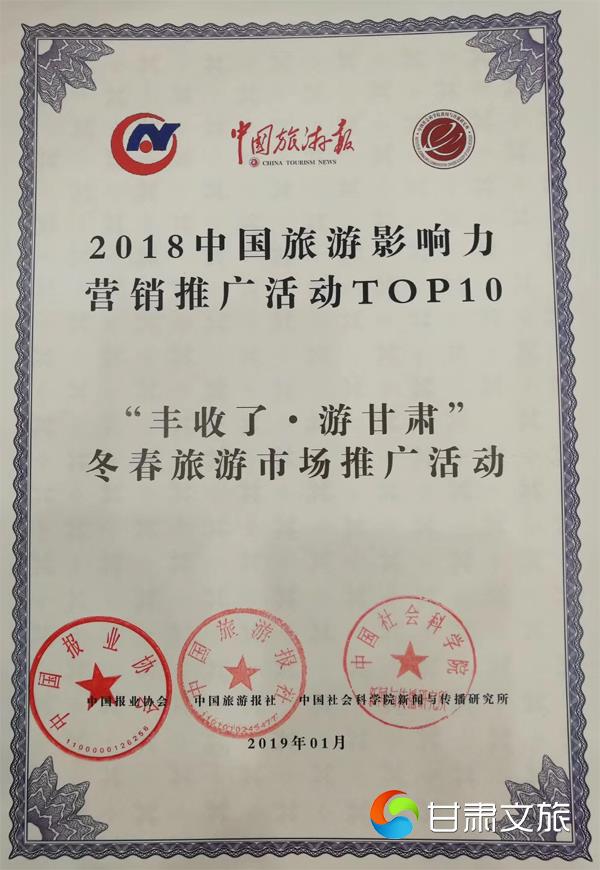 中国旅游报
CHINA TOURISM NEWS
2018中国旅游影响力
营销推广活动TOP10
“丰收了·游甘肃”
冬春旅游市场推广活动
中国报业协会
1100000126256
中国旅游报社
中国社会科学院
中国报业协会 中国旅游报社 中国社会科学院新闻与传播研究所
2019年01月
甘肃文旅